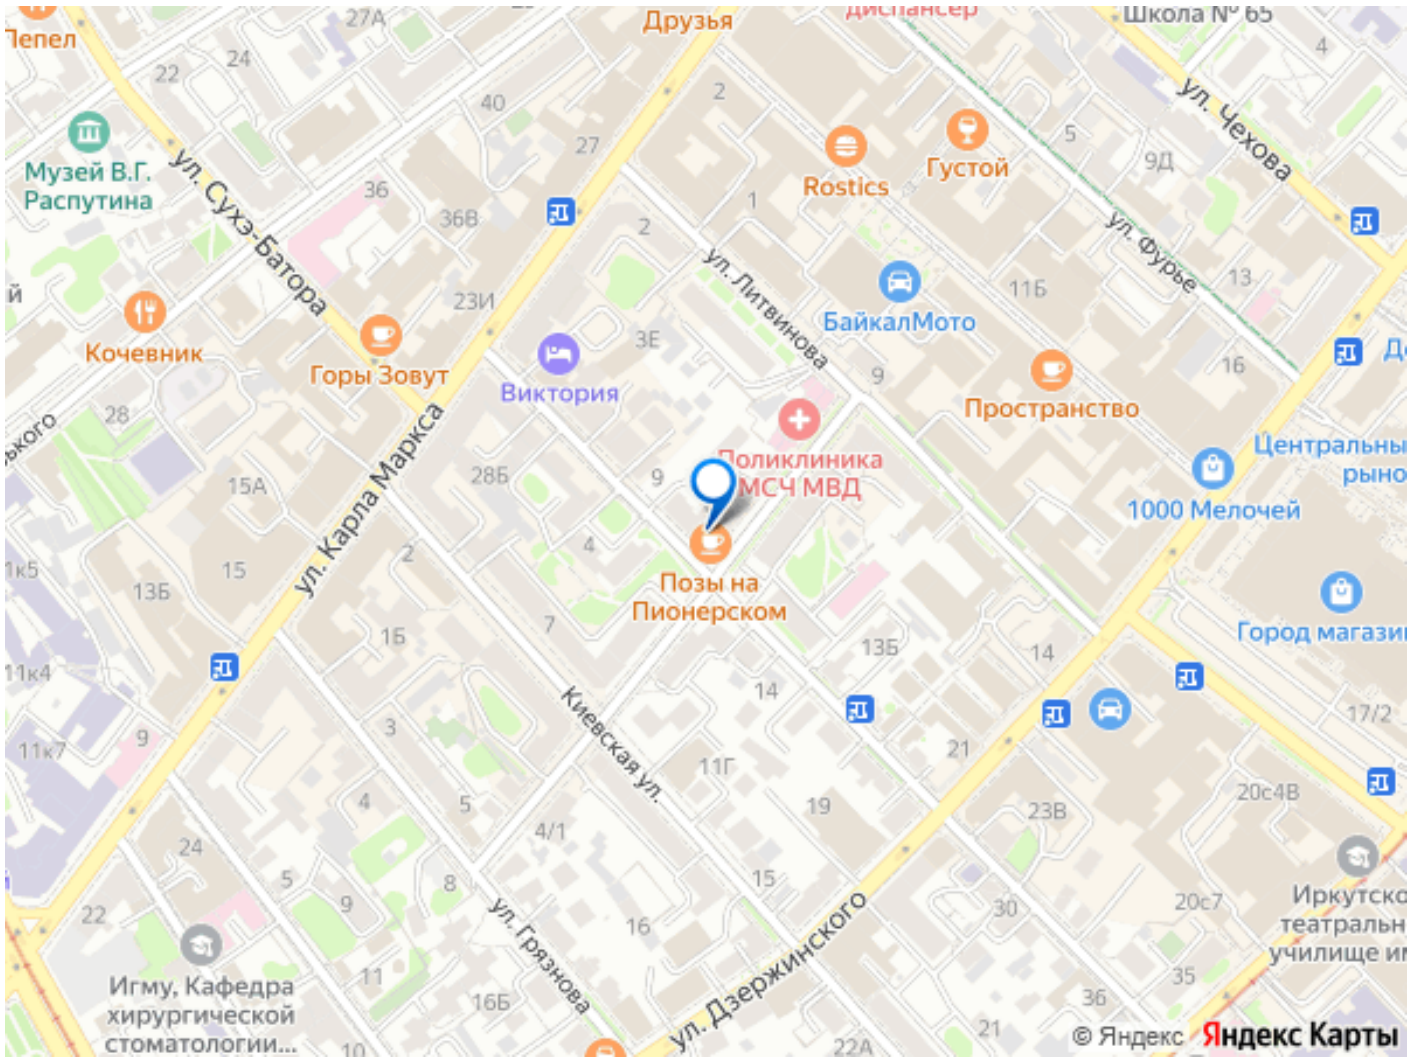 27А
Друзья
диспансер
Школа № 65
Пепел
24
22
4
40
2
ул. Чехова
27
5
Музей В.Г.
Распутина
Густой
9Д
Rostics
36
36В
1
2
ул. Сухэ-Батора
ул. Фурье
ул. Литвинова
13
11Б
й
23И
БайкалМото
3Е
Кочевник
Горы Зовут
Виктория
9
16
Пространство
28
ького
ул. Карла Маркса
Центральны
рыно
Поликлиника
МСЧ МВД
15А
28Б
9
1000 Мелочей
4
2
1к5
15
13Б
Позы на
Пионерском
7
1Б
13Б
14
Город магазин
11к4
14
Киевская ул.
3
17/2
11к7
9
21
11Г
20с4В
4
5
19
23В
4/1
24
5
8
15
9
22
16
30
20с7
Иркутско
театральн
училище им
ул. Грязнова
ул. Дзержинского
Игму, Кафедра
хирургической
стоматологии...
11
16Б
35
36
21
22А
10
© Яндекс Яндекс Карты